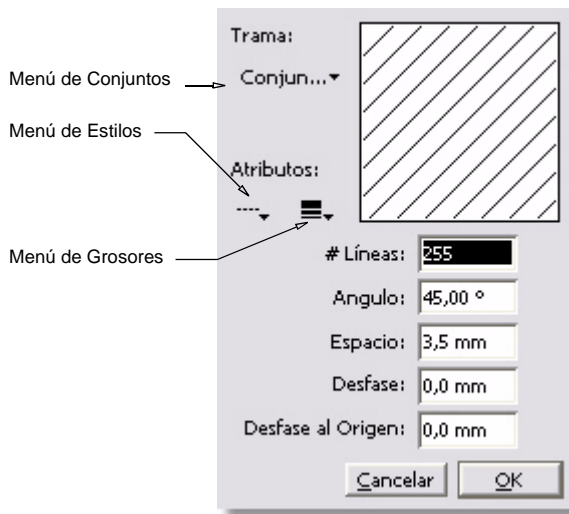 Trama:
Menú de Conjuntos
Conjun...
Menú de Estilos
Atributos:
Menú de Grosores
# Líneas: 255
Angulo: 45,00 º
Espacio: 3,5 mm
Desfase: 0,0 mm
Desfase al Origen: 0,0 mm
Cancelar OK